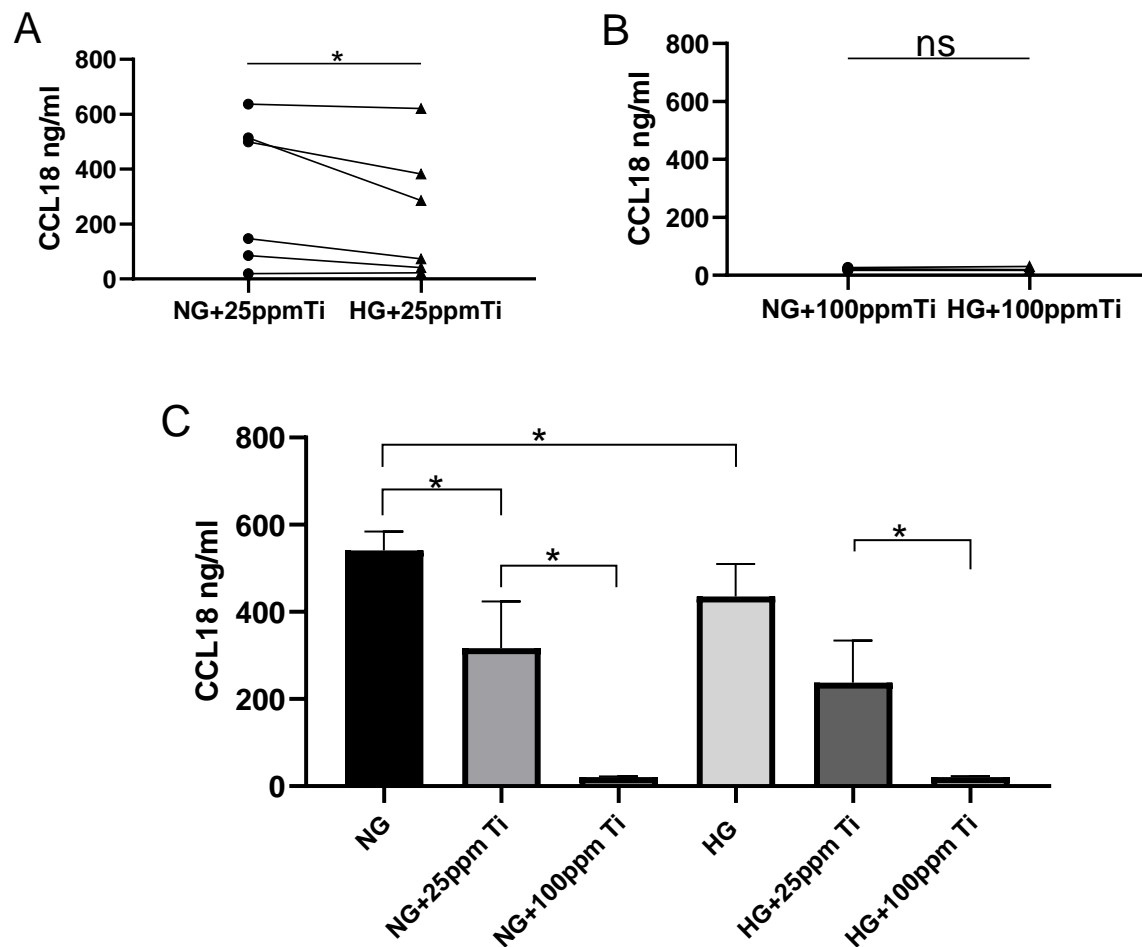 A
CCL18 ng/ml
800
600
400
200
0
*
NG+25ppmTi HG+25ppmTi
B
CCL18 ng/ml
800
600
400
200
0
ns
NG+100ppmTi HG+100ppmTi
C
CCL18 ng/ml
800
600
400
200
0
*
*
*
*
NG
NG+25ppm Ti
NG+100ppm Ti
HG
HG+25ppm Ti
HG+100ppm Ti